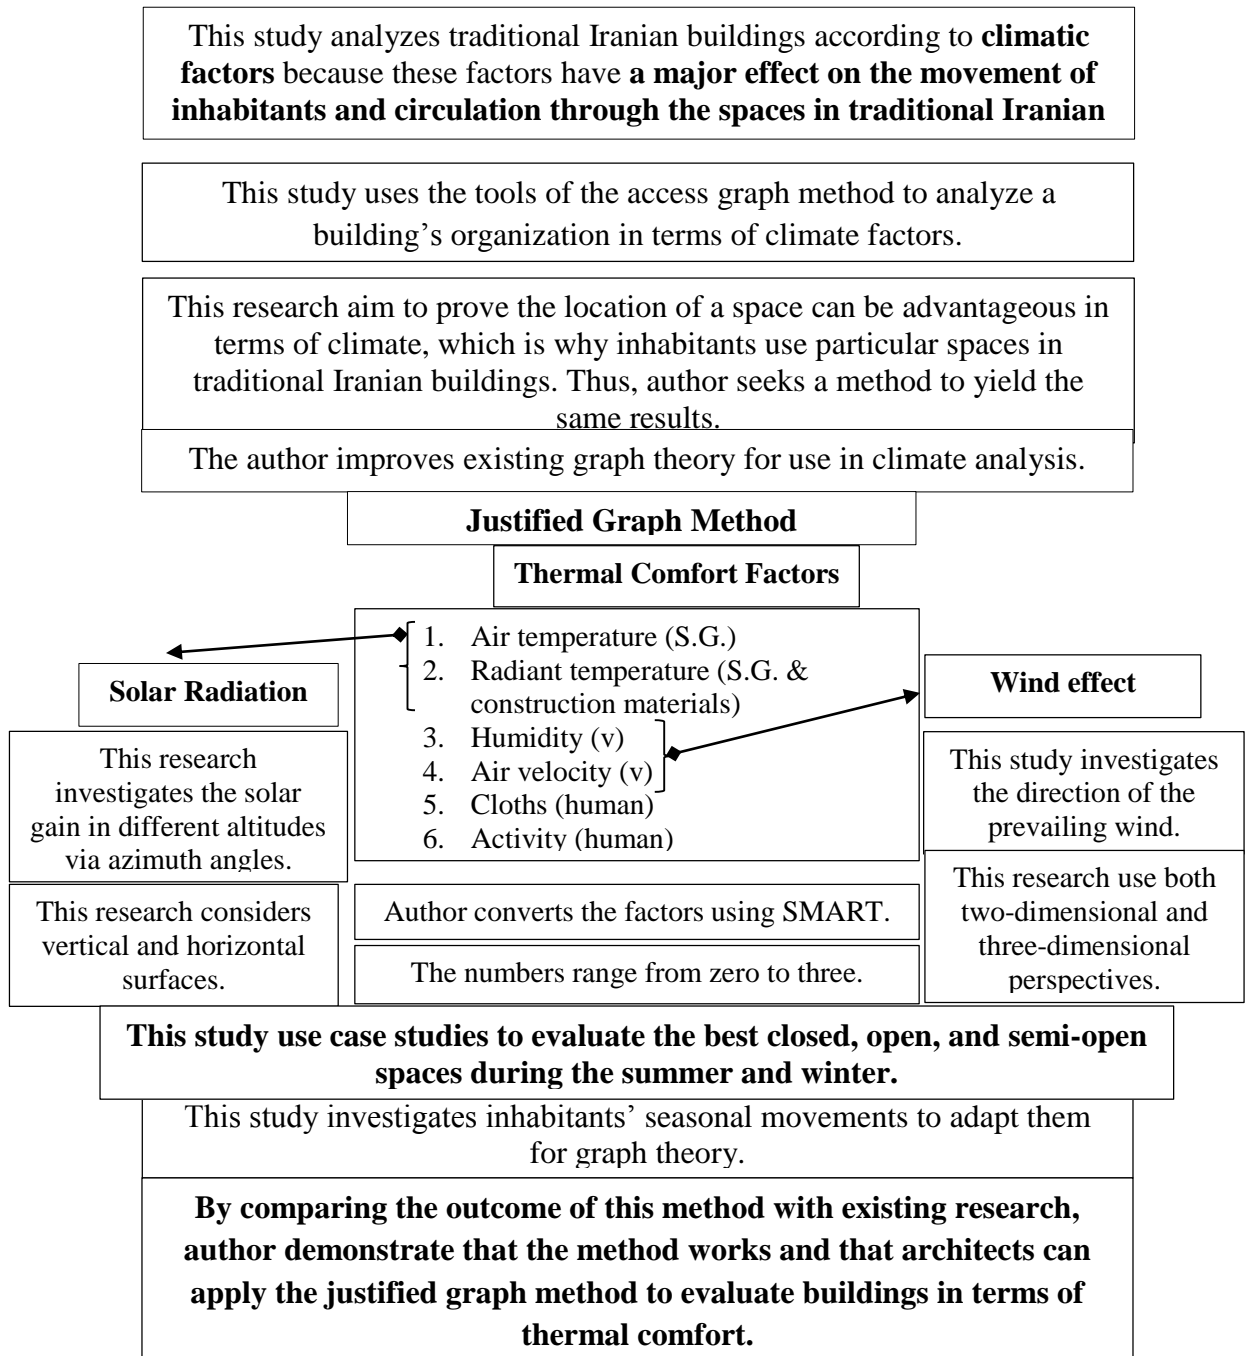 This study analyzes traditional Iranian buildings according to climatic
factors because these factors have a major effect on the movement of
inhabitants and circulation through the spaces in traditional Iranian
This study uses the tools of the access graph method to analyze a
building’s organization in terms of climate factors.
This research aim to prove the location of a space can be advantageous in
terms of climate, which is why inhabitants use particular spaces in
traditional Iranian buildings. Thus, author seeks a method to yield the
same results.
The author improves existing graph theory for use in climate analysis.
Justified Graph Method
Thermal Comfort Factors
1. Air temperature (S.G.)
2. Radiant temperature (S.G. &
construction materials)
3. Humidity (v)
4. Air velocity (v)
5. Cloths (human)
6. Activity (human)
Solar Radiation
This research
investigates the solar
gain in different altitudes
via azimuth angles.
This research considers
vertical and horizontal
surfaces.
Wind effect
This study investigates
the direction of the
prevailing wind.
This research use both
two-dimensional and
three-dimensional
perspectives.
Author converts the factors using SMART.
The numbers range from zero to three.
This study use case studies to evaluate the best closed, open, and semi-open
spaces during the summer and winter.
This study investigates inhabitants’ seasonal movements to adapt them
for graph theory.
By comparing the outcome of this method with existing research,
author demonstrate that the method works and that architects can
apply the justified graph method to evaluate buildings in terms of
thermal comfort.